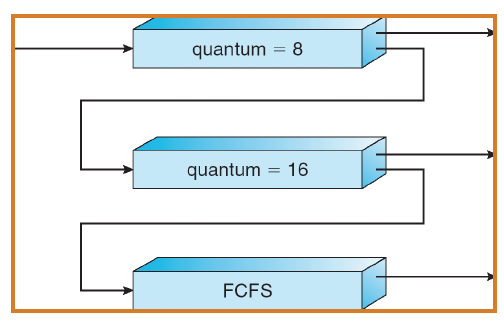 quantum = 8
quantum = 16
FCFS